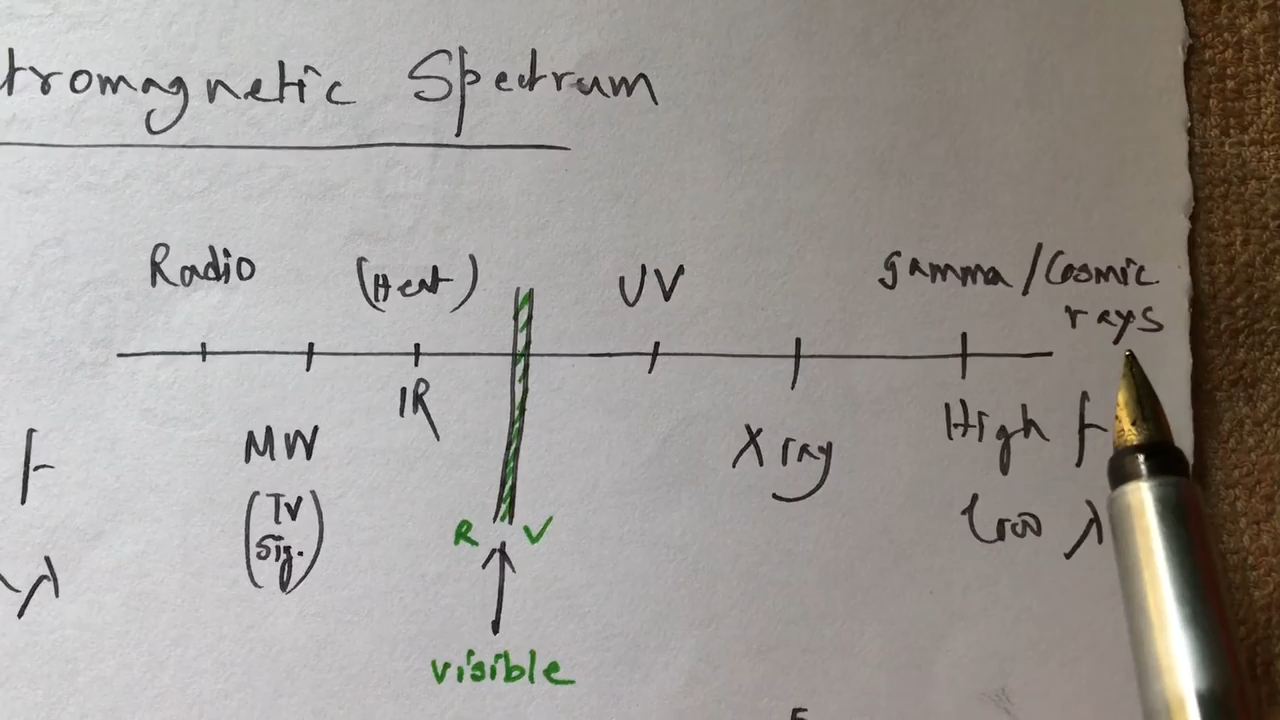 tromagnetic Spectrum
Radio
(Heat)
UV
gamma/Cosmic
rays
IR
MW
(TV
Sig.)
X ray
High f
Low λ
f
λ
R V
visible